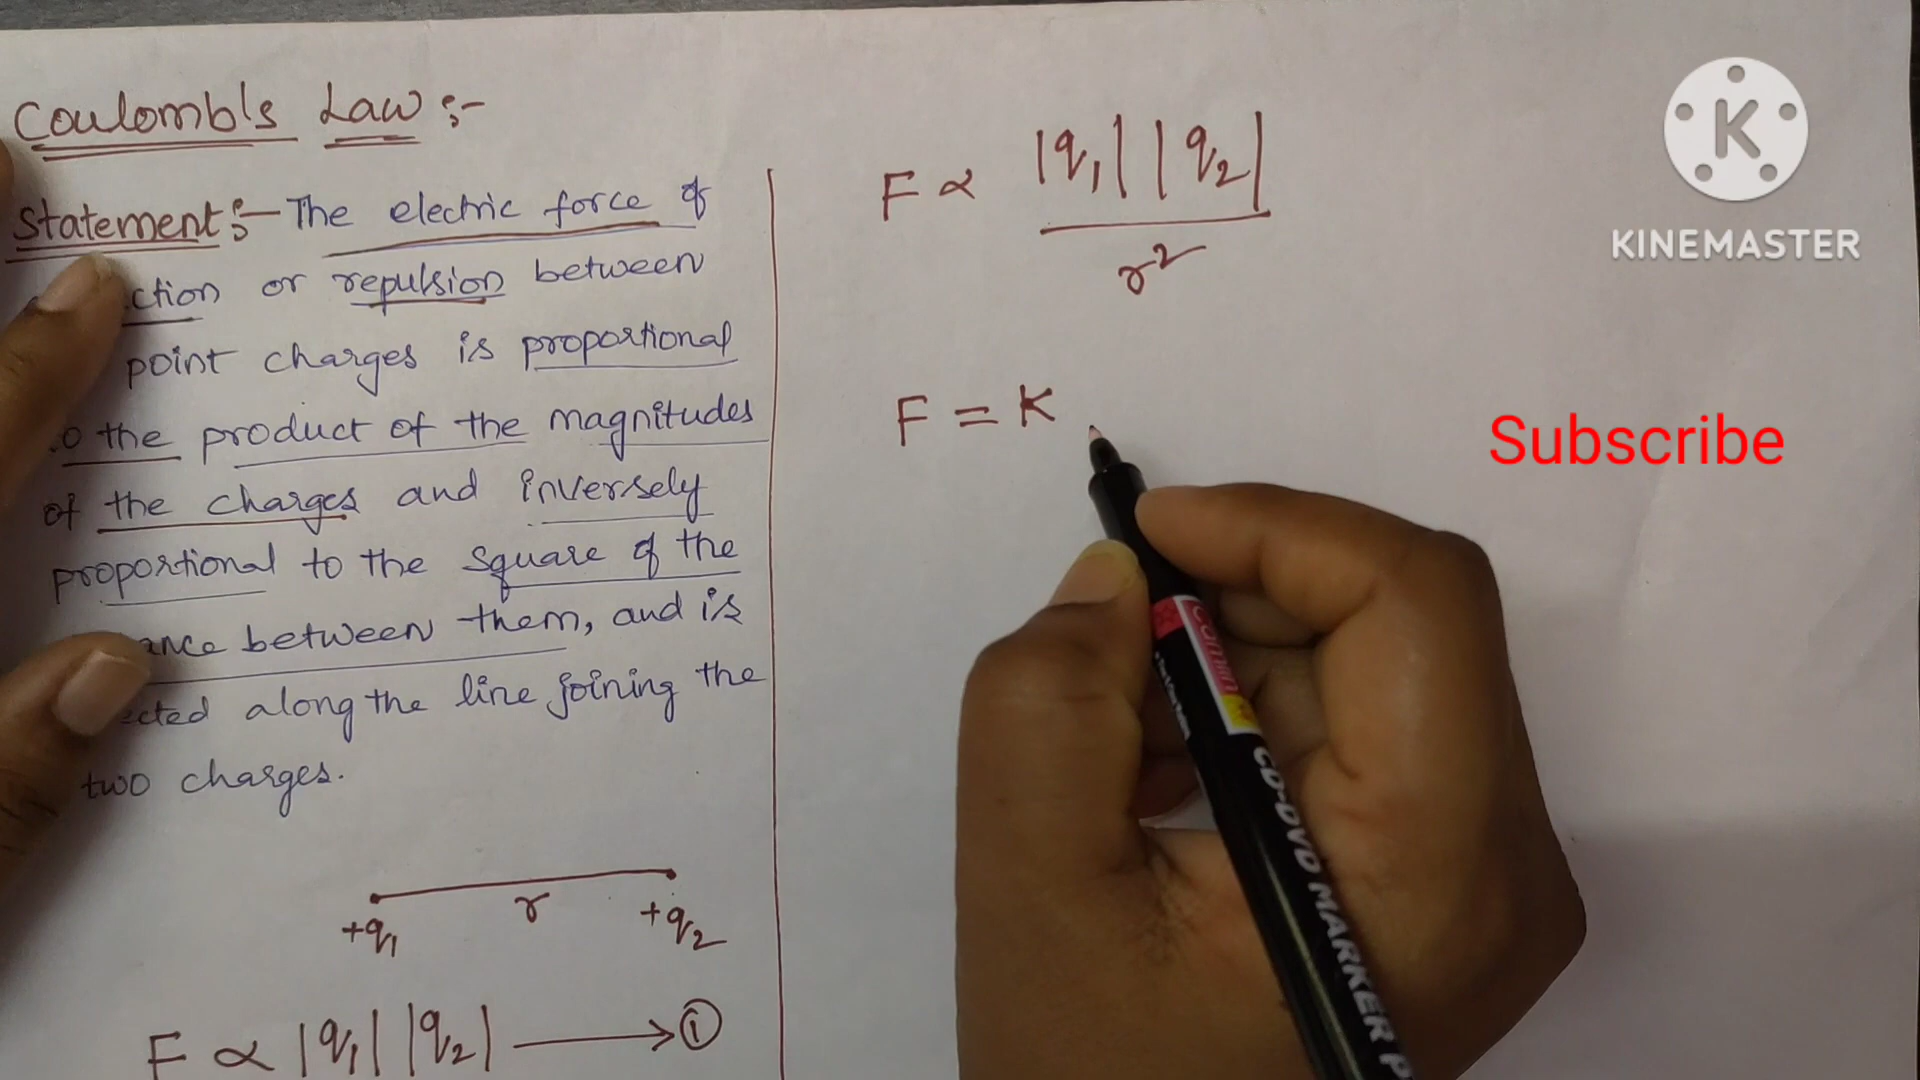 Coulomb's Law :-
Statement :- The electric force of
ction or repulsion between
point charges is proportional
o the product of the magnitudes
of the charges and inversely
proportional to the square of the
ance between them, and is
ected along the line joining the
two charges.
+q₁ r +q₂
F ∝ |q₁| |q₂| ⟶ ①
F ∝ |q₁| |q₂|
r²
F = K
K
KINEMASTER
Subscribe
camlin
CD-DVD MARKER P